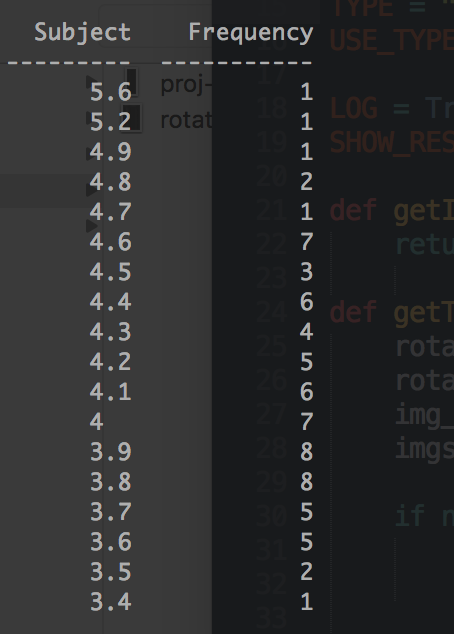 Subject Frequency
--------- -----------
5.6 1
5.2 1
4.9 1
4.8 2
4.7 1
4.6 7
4.5 3
4.4 6
4.3 4
4.2 5
4.1 6
4 7
3.9 8
3.8 8
3.7 5
3.6 5
3.5 2
3.4 1
proj-
rotat
TYPE = "
USE_TYPE
17
18 LOG = Tr
19 SHOW_RES
20
21 def getI
22 retu
23
24 def getT
25 rota
26 rota
27 img_
28 imgs
29
30 if n
31
32
33